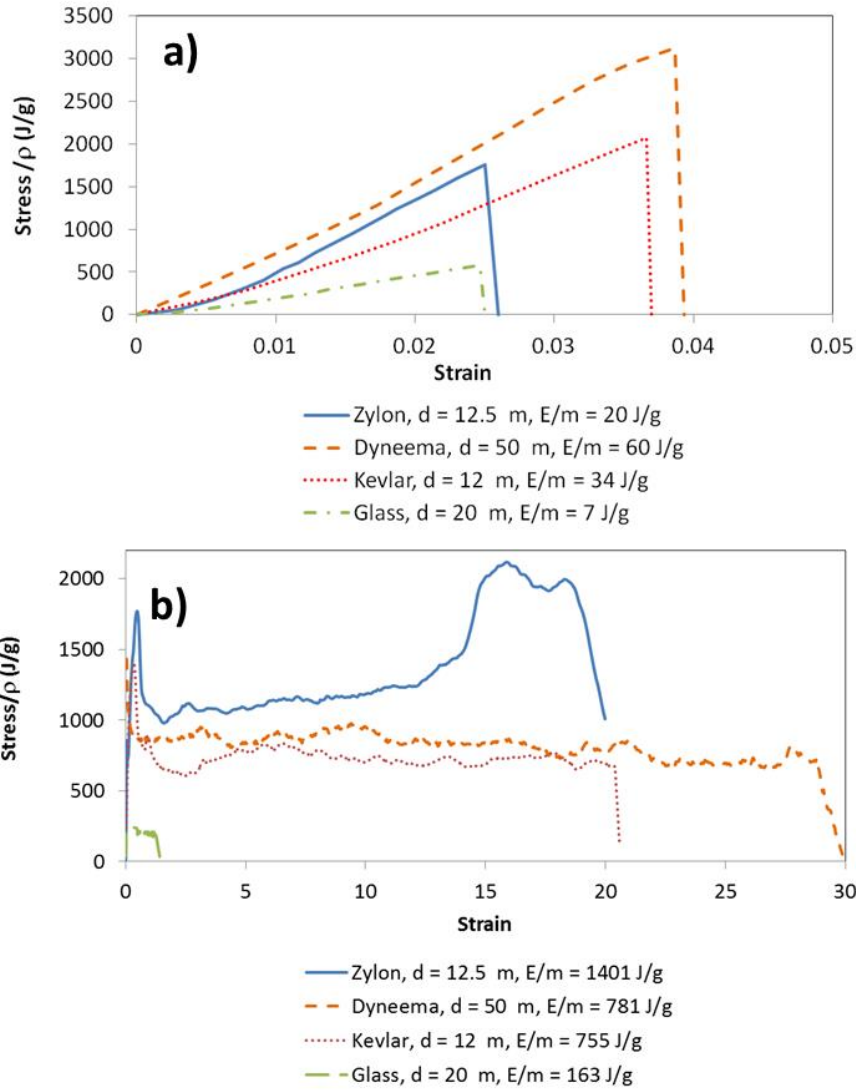 3500
a)
3000
2500
2000
1500
1000
500
0
Stress /ρ (J/g)
0 0.01 0.02 0.03 0.04 0.05
Strain
Zylon, d = 12.5  m, E/m = 20 J/g
Dyneema, d = 50  m, E/m = 60 J/g
Kevlar, d = 12  m, E/m = 34 J/g
Glass, d = 20  m, E/m = 7 J/g
b)
2000
1500
1000
500
0
Stress/ρ (J/g)
0 5 10 15 20 25 30
Strain
Zylon, d = 12.5  m, E/m = 1401 J/g
Dyneema, d = 50  m, E/m = 781 J/g
Kevlar, d = 12  m, E/m = 755 J/g
Glass, d = 20  m, E/m = 163 J/g